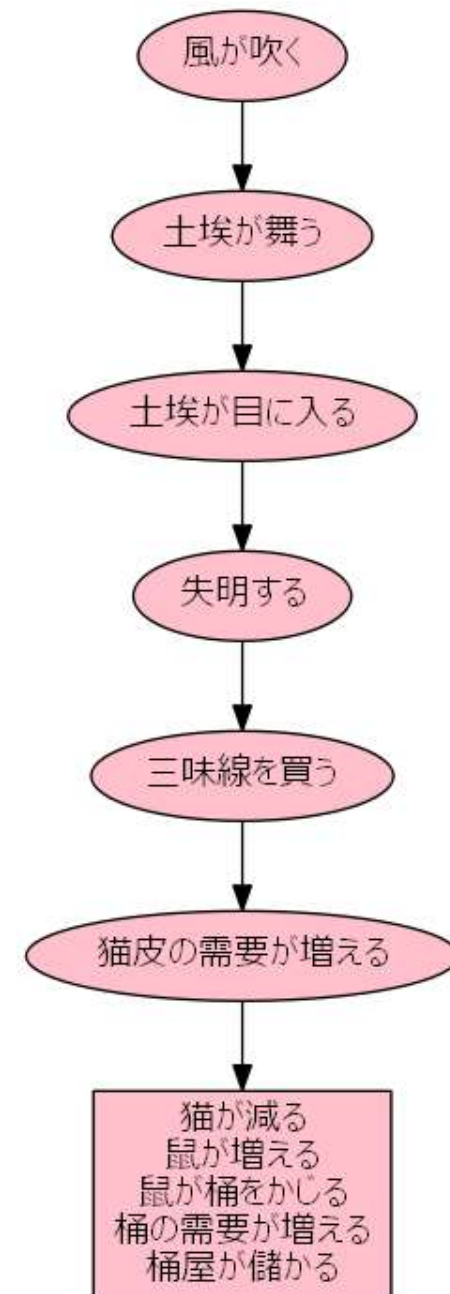 風が吹く
土埃が舞う
土埃が目に入る
失明する
三味線を買う
猫皮の需要が増える
猫が減る
鼠が増える
鼠が桶をかじる
桶の需要が増える
桶屋が儲かる